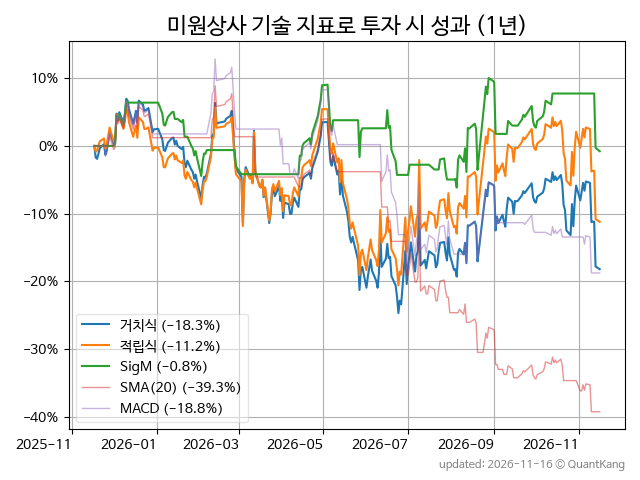 미원상사 기술 지표로 투자 시 성과 (1년)
10%
0%
−10%
−20%
−30%
−40%
거치식 (−18.3%)
적립식 (−11.2%)
SigM (−0.8%)
SMA(20) (−39.3%)
MACD (−18.8%)
2025−11 2026−01 2026−03 2026−05 2026−07 2026−09 2026−11
updated: 2026−11−16 © QuantKang